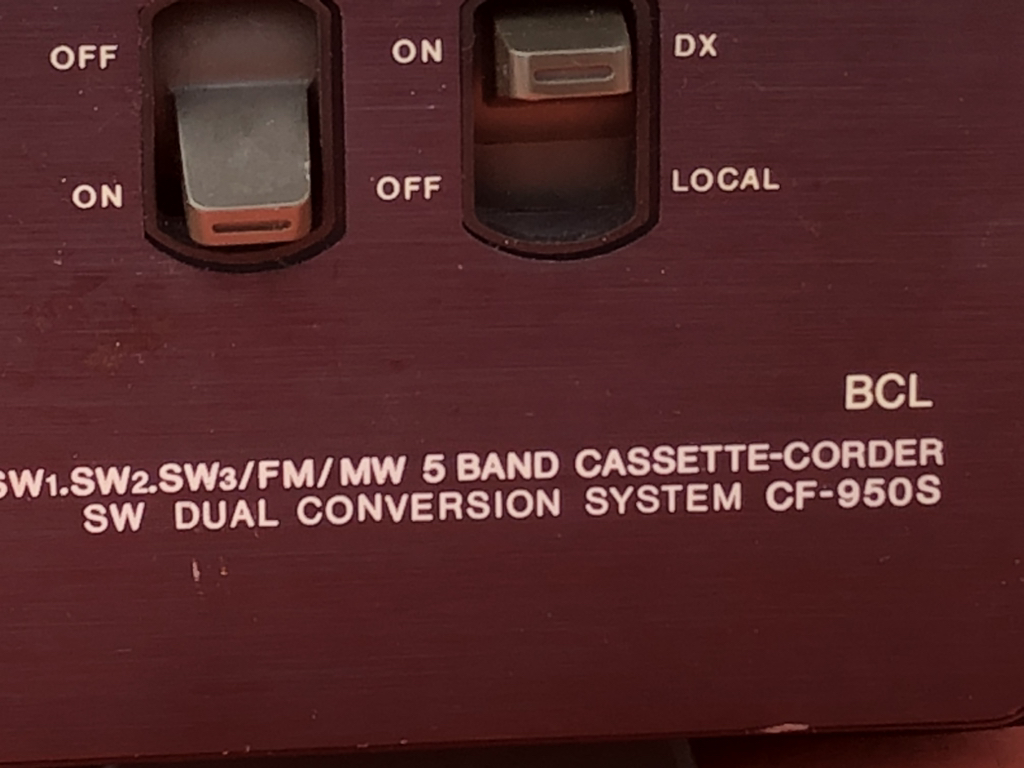 OFF ON DX
ON OFF LOCAL
BCL
SW1.SW2.SW3/FM/MW 5 BAND CASSETTE-CORDER
SW DUAL CONVERSION SYSTEM CF-950S